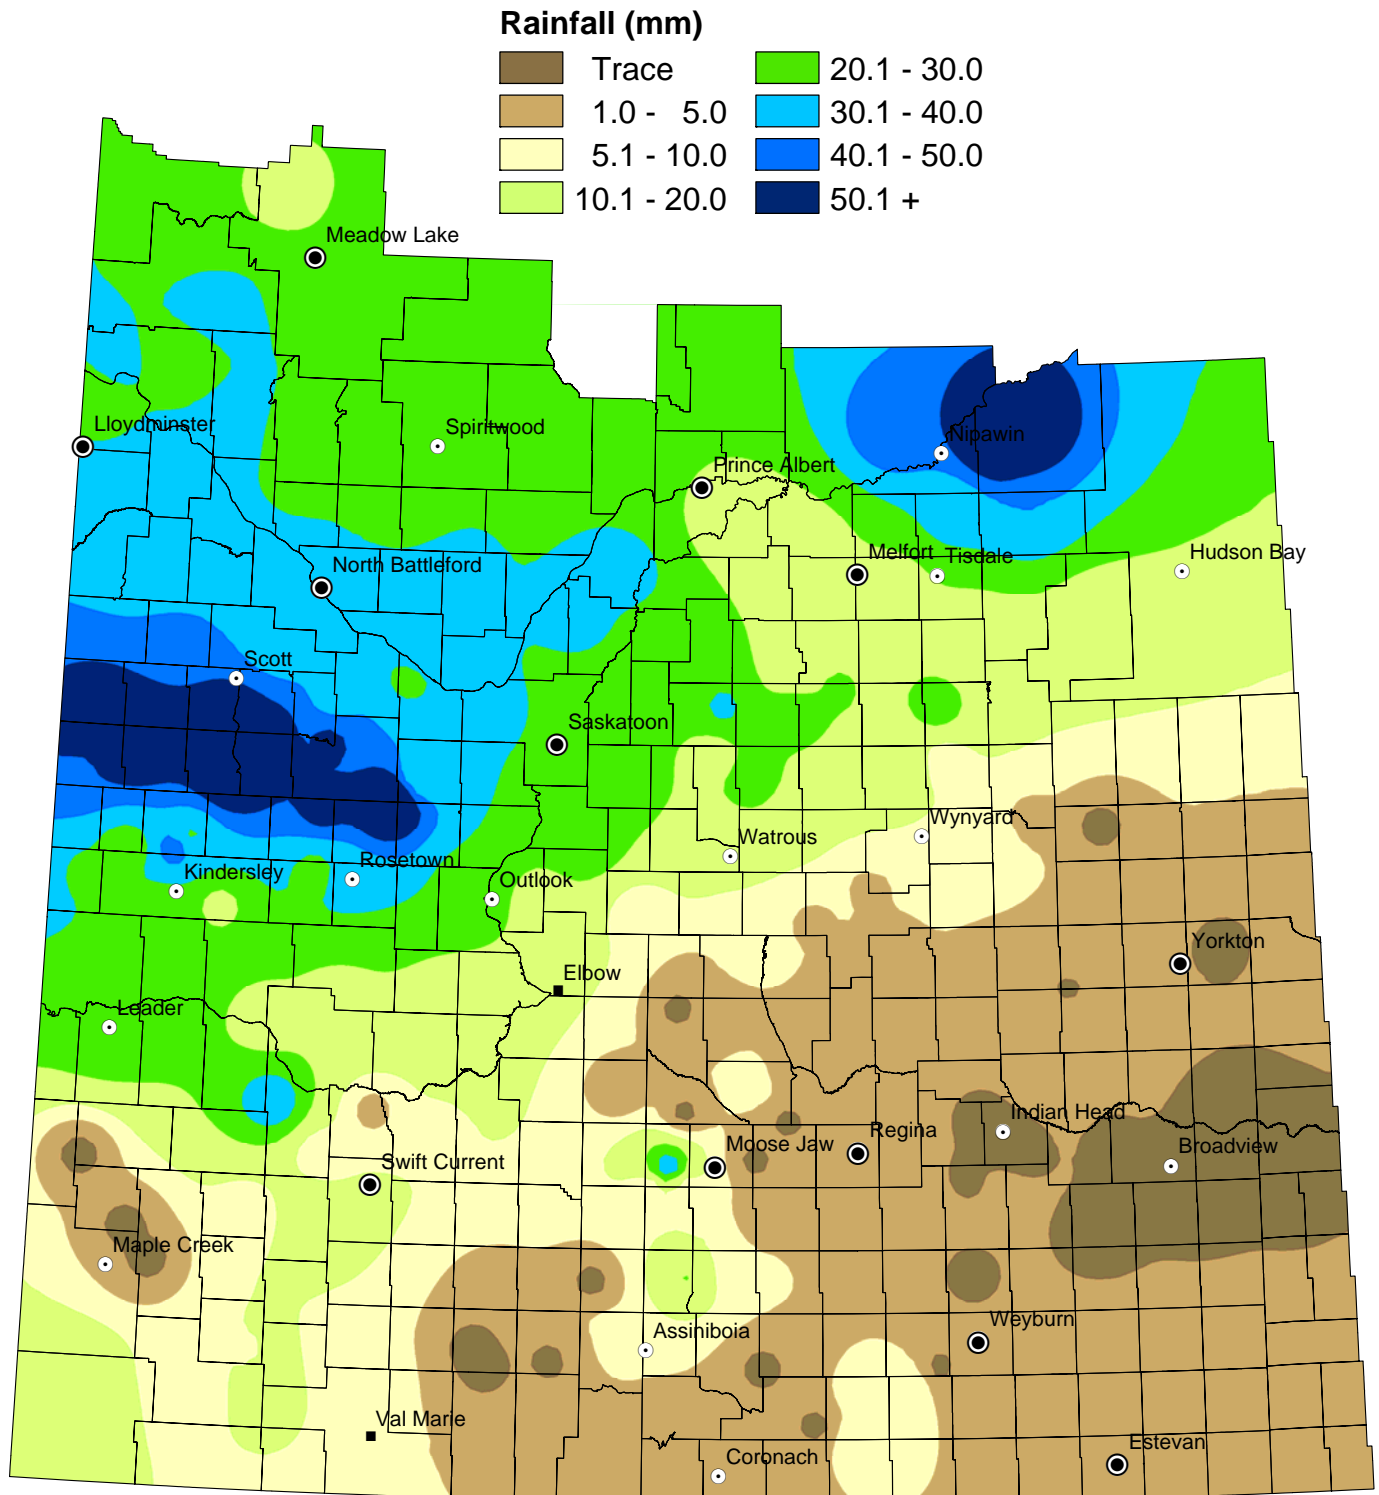 Rainfall (mm)
Trace
1.0 - 5.0
5.1 - 10.0
10.1 - 20.0
20.1 - 30.0
30.1 - 40.0
40.1 - 50.0
50.1 +
Meadow Lake
Lloydminster
Spiritwood
Nipawin
Prince Albert
North Battleford
Melfort
Tisdale
Hudson Bay
Scott
Saskatoon
Watrous
Wynyard
Kindersley
Rosetown
Outlook
Yorkton
Elbow
Leader
Indian Head
Moose Jaw
Regina
Broadview
Swift Current
Maple Creek
Assiniboia
Weyburn
Val Marie
Coronach
Estevan